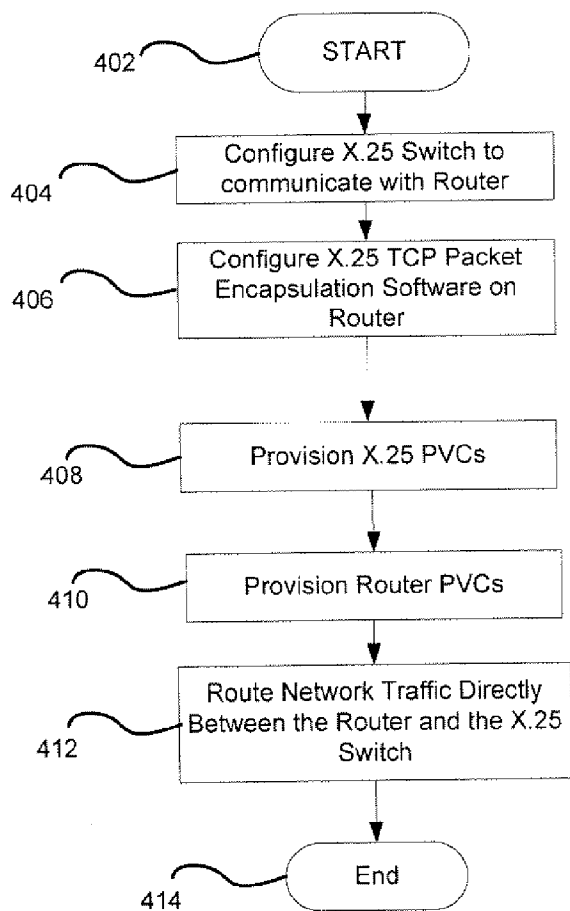 START
402
Configure X.25 Switch to
communicate with Router
404
Configure X.25 TCP Packet
Encapsulation Software on
Router
406
Provision X.25 PVCs
408
Provision Router PVCs
410
Route Network Traffic Directly
Between the Router and the X.25
Switch
412
End
414